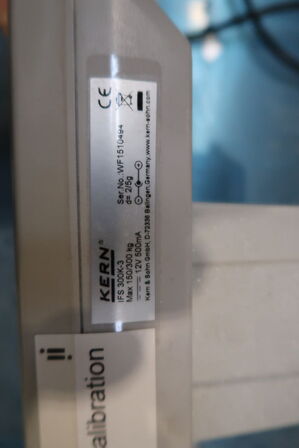 KERN®
IFS 300K-3
Max 150/300 kg
12V 500mA
Ser.No.:WF1510494
d= 2/5g
Kern & Sohn GmbH, D-72336 Balingen,Germany,www.kern-sohn.com
CE
alibration